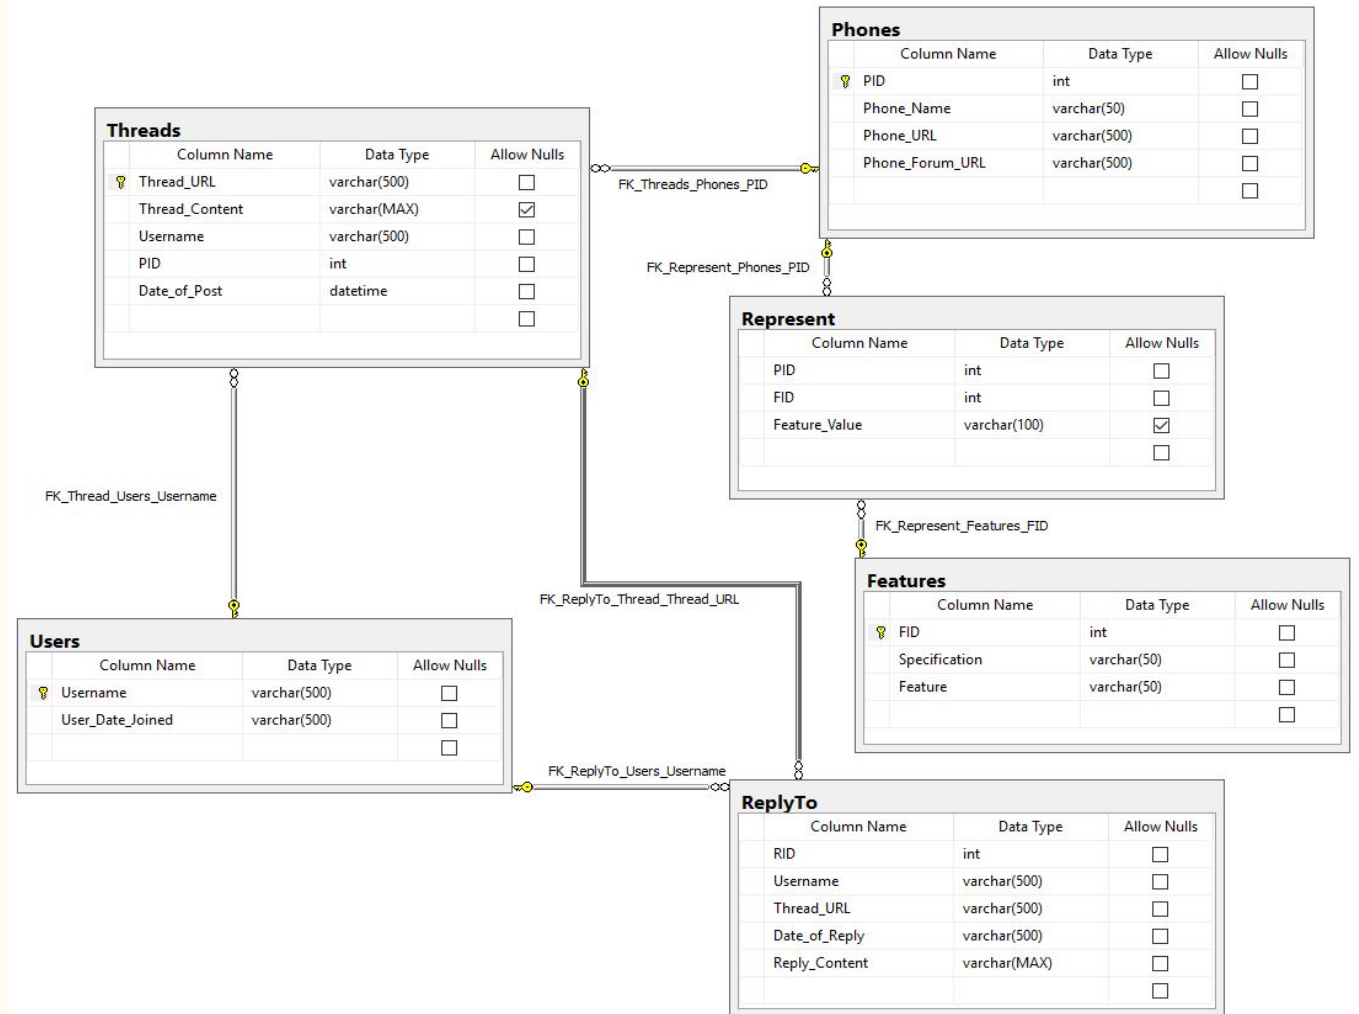 Phones
Column Name Data Type Allow Nulls
PID int
Phone_Name varchar(50)
Phone_URL varchar(500)
Phone_Forum_URL varchar(500)
Threads
Column Name Data Type Allow Nulls
Thread_URL varchar(500)
Thread_Content varchar(MAX)
Username varchar(500)
PID int
Date_of_Post datetime
FK_Threads_Phones_PID
FK_Represent_Phones_PID
Represent
Column Name Data Type Allow Nulls
PID int
FID int
Feature_Value varchar(100)
FK_Thread_Users_Username
FK_Represent_Features_FID
Features
Column Name Data Type Allow Nulls
FID int
Specification varchar(50)
Feature varchar(50)
FK_ReplyTo_Thread_Thread_URL
Users
Column Name Data Type Allow Nulls
Username varchar(500)
User_Date_Joined varchar(500)
FK_ReplyTo_Users_Username
ReplyTo
Column Name Data Type Allow Nulls
RID int
Username varchar(500)
Thread_URL varchar(500)
Date_of_Reply varchar(500)
Reply_Content varchar(MAX)